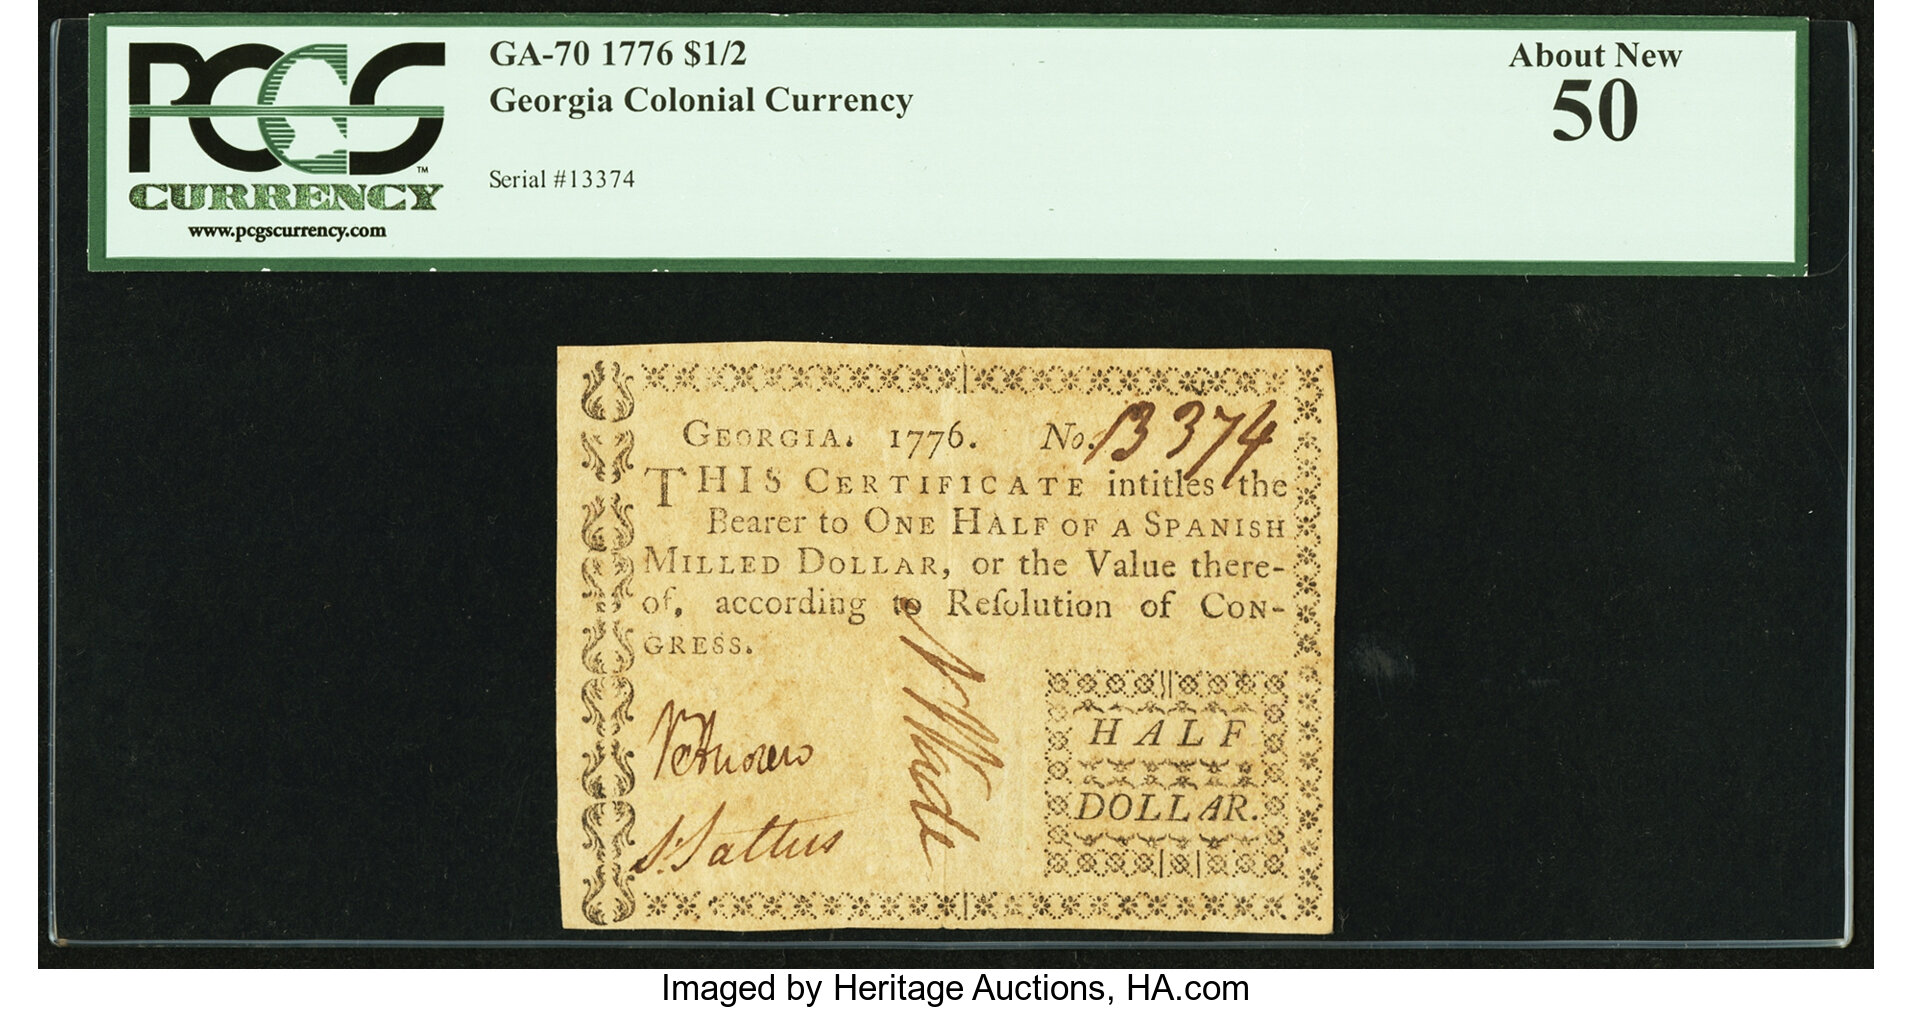 PCGS
CURRENCY
™
www.pcgscurrency.com
GA-70 1776 $1/2
Georgia Colonial Currency
Serial #13374
About New
50
GEORGIA. 1776. No. 13374
THIS CERTIFICATE intitles the
Bearer to ONE HALF OF A SPANISH
MILLED DOLLAR, or the Value there-
of, according to Reſolution of CON-
GRESS.
HALF
DOLLAR.
Imaged by Heritage Auctions, HA.com